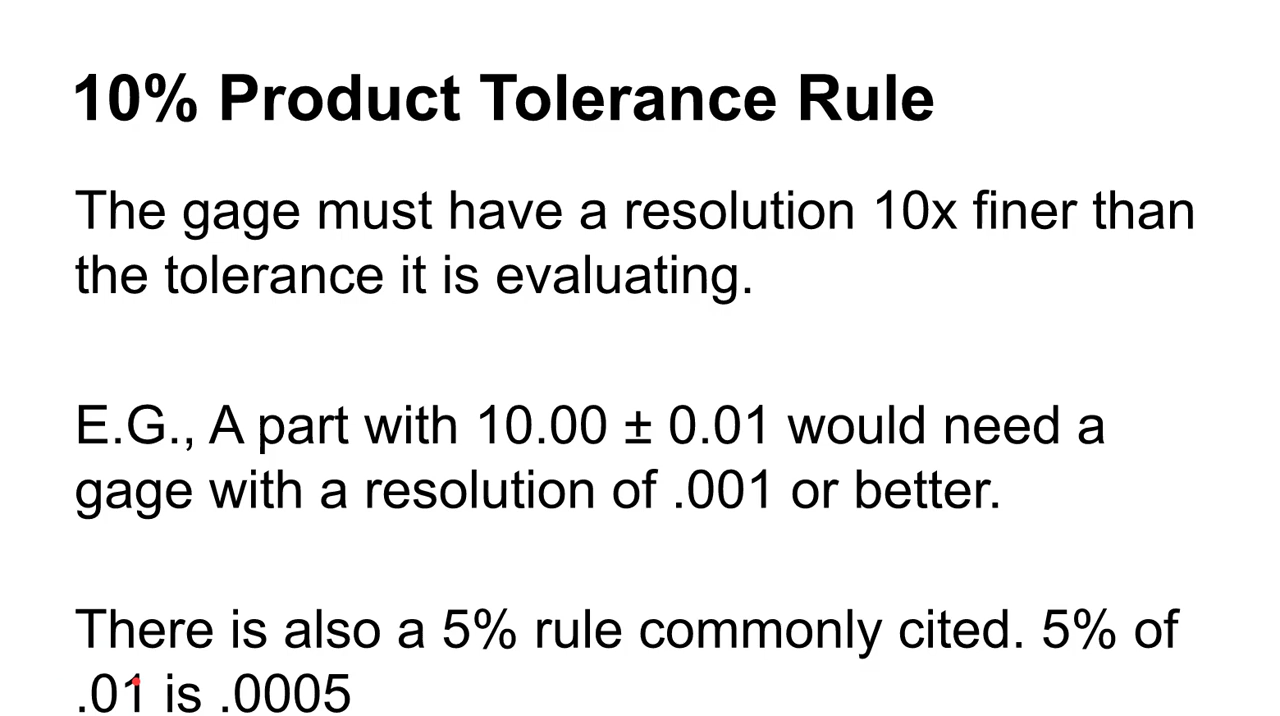 10% Product Tolerance Rule
The gage must have a resolution 10x finer than
the tolerance it is evaluating.
E.G., A part with 10.00 ± 0.01 would need a
gage with a resolution of .001 or better.
There is also a 5% rule commonly cited. 5% of
.01 is .0005